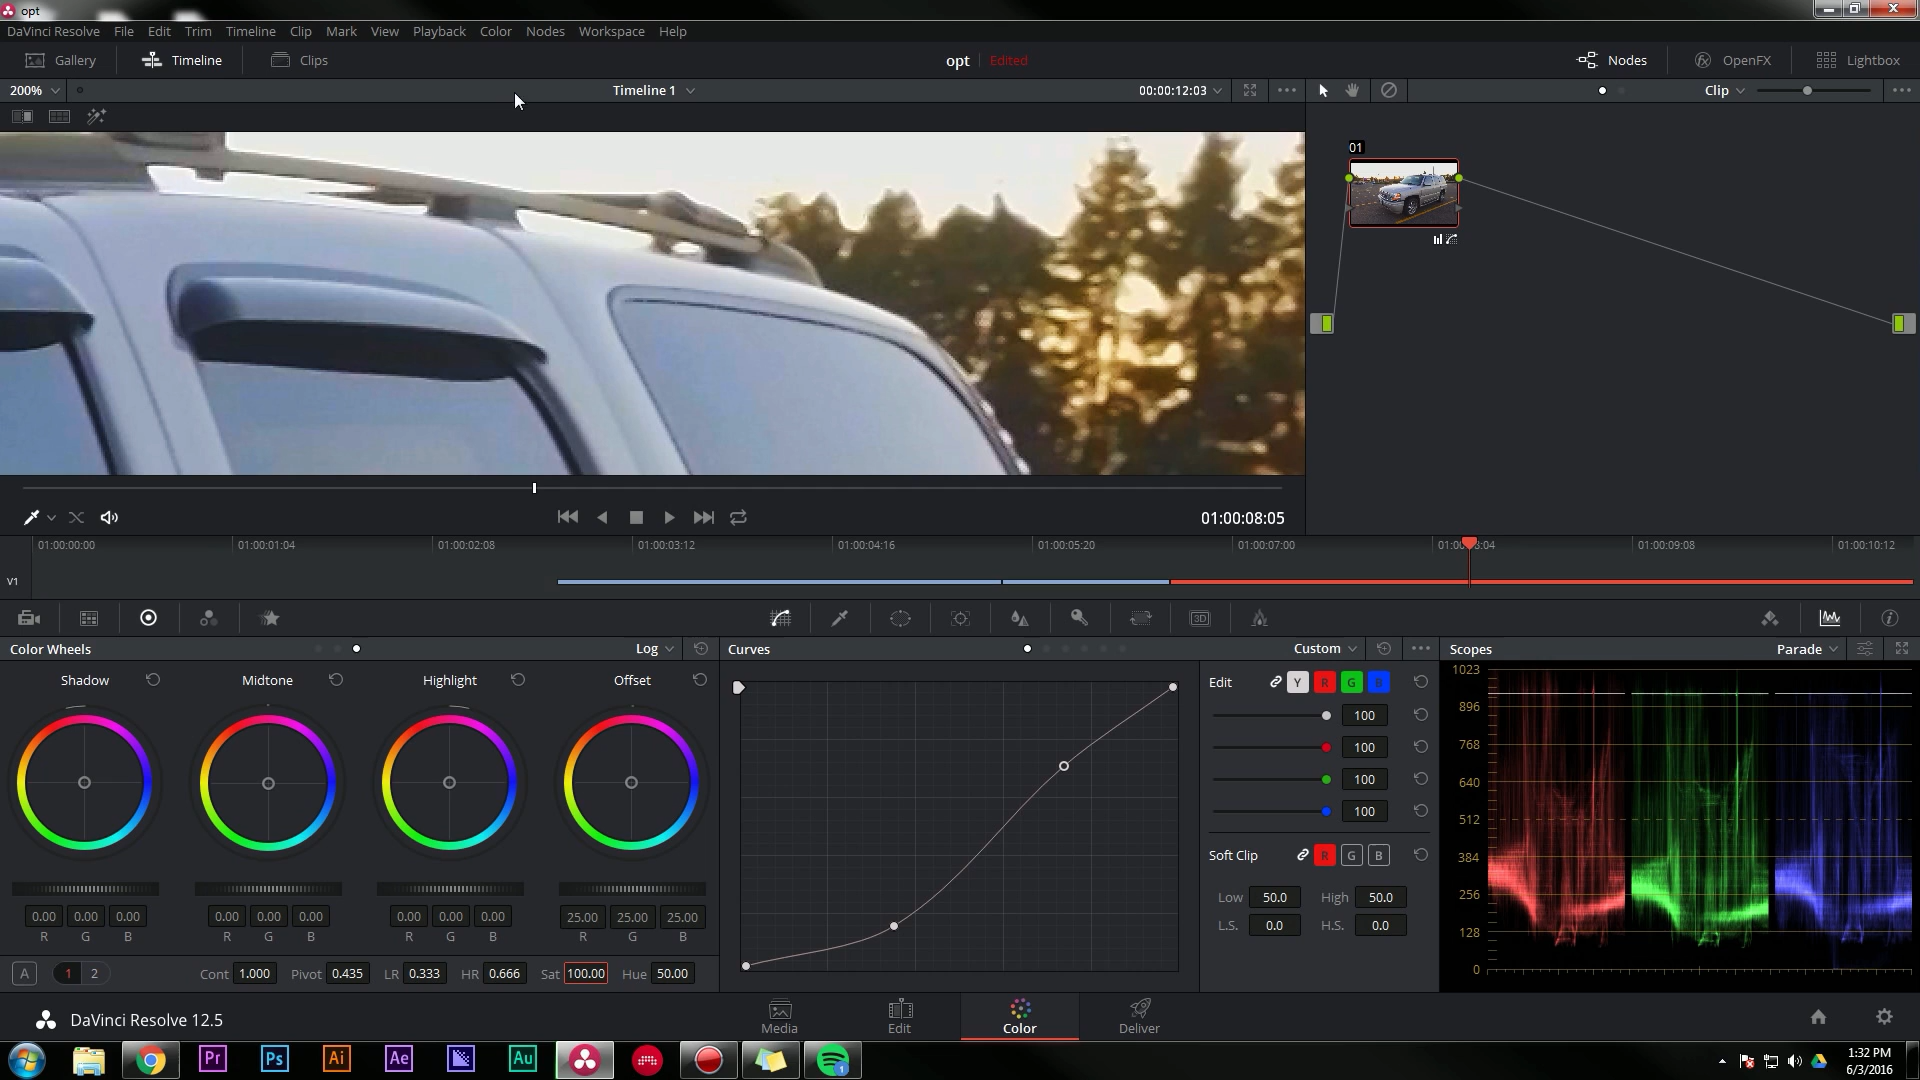 opt
DaVinci Resolve File Edit Trim Timeline Clip Mark View Playback Color Nodes Workspace Help
Gallery Timeline Clips opt Edited Nodes OpenFX Lightbox
200% Timeline 1 00:00:12:03 Clip
01
01:00:08:05
01:00:00:00 01:00:01:04 01:00:02:08 01:00:03:12 01:00:04:16 01:00:05:20 01:00:07:00 01:00:08:04 01:00:09:08 01:00:10:12
V1
3D
Color Wheels Log Curves Custom Scopes Parade
Shadow Midtone Highlight Offset Edit Y R G B
1023
896
768
640
512
384
256
128
0
100
100
100
100
Soft Clip R G B
Low 50.0 High 50.0
L.S. 0.0 H.S. 0.0
0.00 0.00 0.00 0.00 0.00 0.00 0.00 0.00 0.00 25.00 25.00 25.00
R G B R G B R G B R G B
A 1 2 Cont 1.000 Pivot 0.435 LR 0.333 HR 0.666 Sat 100.00 Hue 50.00
DaVinci Resolve 12.5 Media Edit Color Deliver
Pr Ps Ai Ae Au 1
1:32 PM
6/3/2016